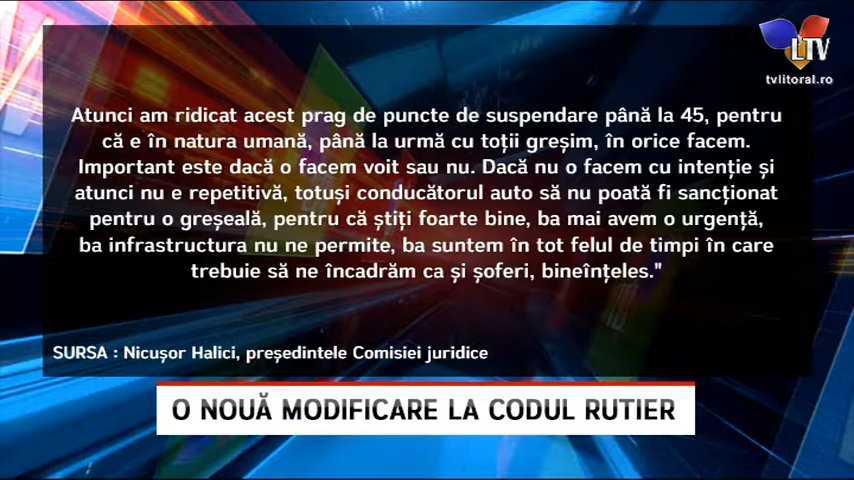 LTV
tvlitoral.ro
Atunci am ridicat acest prag de puncte de suspendare până la 45, pentru
că e în natura umană, până la urmă cu toții greșim, în orice facem.
Important este dacă o facem voit sau nu. Dacă nu o facem cu intenție și
atunci nu e repetitivă, totuși conducătorul auto să nu poată fi sancționat
pentru o greșeală, pentru că știți foarte bine, ba mai avem o urgență,
ba infrastructura nu ne permite, ba suntem în tot felul de timpi în care
trebuie să ne încadrăm ca și șoferi, bineînțeles."
SURSA : Nicușor Halici, președintele Comisiei juridice
O NOUĂ MODIFICARE LA CODUL RUTIER